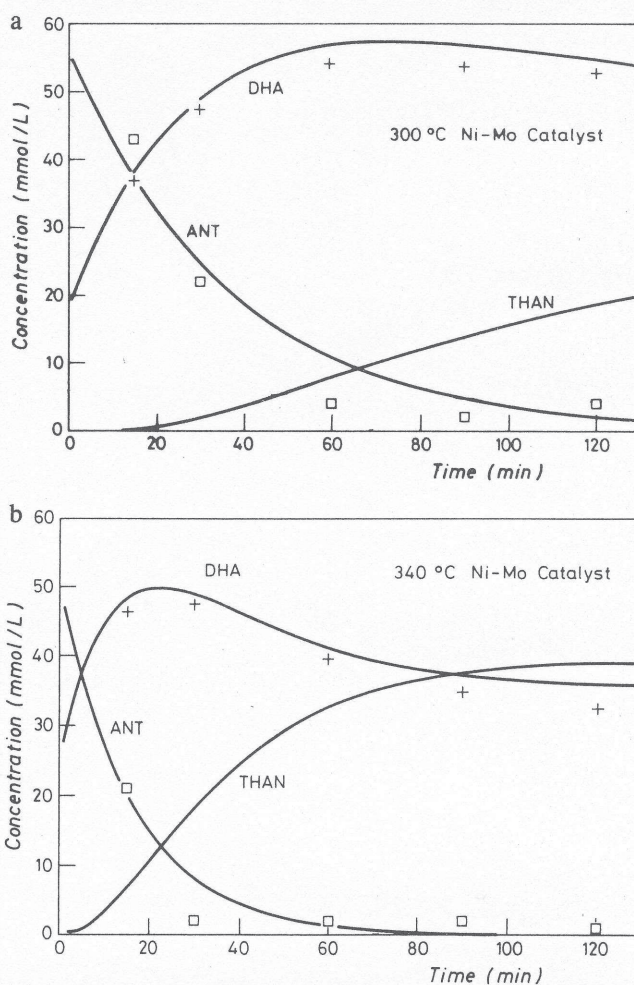 a
60
50
40
30
20
10
0
Concentration (mmol/L)
DHA
300 °C Ni-Mo Catalyst
ANT
THAN
0 20 40 60 80 100 120
Time (min)
b
60
50
40
30
20
10
0
Concentration (mmol/L)
DHA
340 °C Ni-Mo Catalyst
ANT
THAN
0 20 40 60 80 100 120
Time (min)